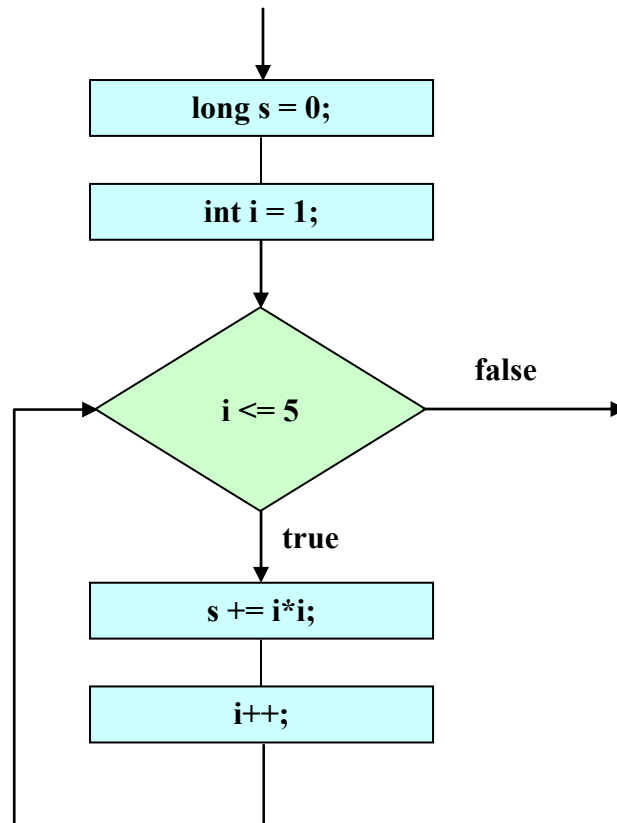 long s = 0;
int i = 1;
i <= 5
false
true
s += i*i;
i++;